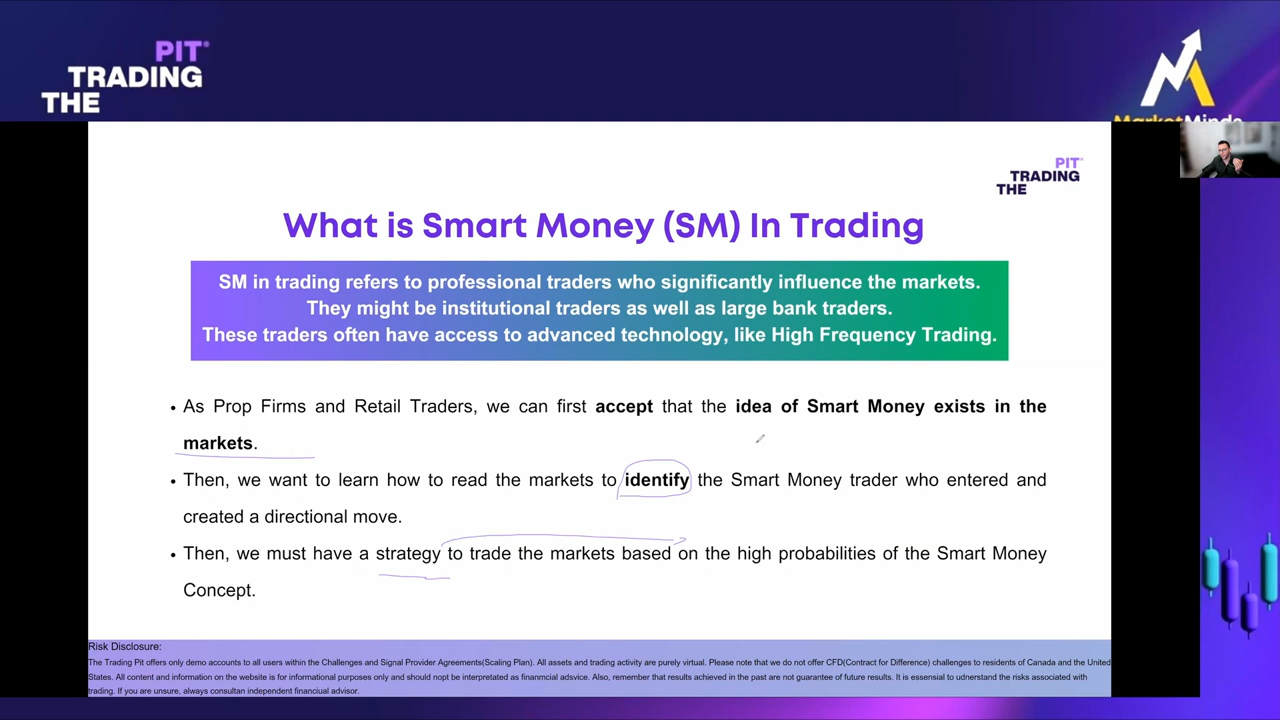 PIT
TRADING
THE
MarketMinds
PIT
TRADING
THE
What is Smart Money (SM) In Trading
SM in trading refers to professional traders who significantly influence the markets.
They might be institutional traders as well as large bank traders.
These traders often have access to advanced technology, like High Frequency Trading.
• As Prop Firms and Retail Traders, we can first accept that the idea of Smart Money exists in the
markets.
• Then, we want to learn how to read the markets to identify the Smart Money trader who entered and
created a directional move.
• Then, we must have a strategy to trade the markets based on the high probabilities of the Smart Money
Concept.
Risk Disclosure:
The Trading Pit offers only demo accounts to all users within the Challenges and Signal Provider Agreements(Scaling Plan). All assets and trading activity are purely virtual. Please note that we do not offer CFD(Contract for Difference) challenges to residents of Canada and the United
States. All content and information on the website is for informational purposes only and should nopt be interpretated as finanmcial adsvice. Also, remember that results achieved in the past are not guarantee of future results. It is essensial to udnerstand the risks associated with
trading. If you are unsure, always consultan independent financiual advisor.